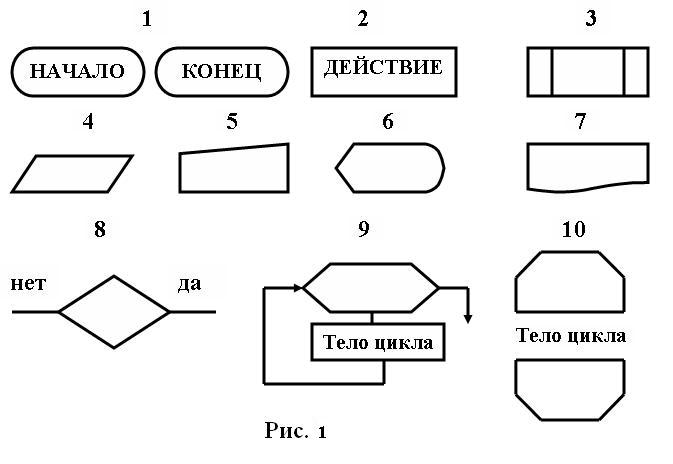 1 2 3
НАЧАЛО КОНЕЦ ДЕЙСТВИЕ
4 5 6 7
8 9 10
нет да
Тело цикла
Тело цикла
Рис. 1